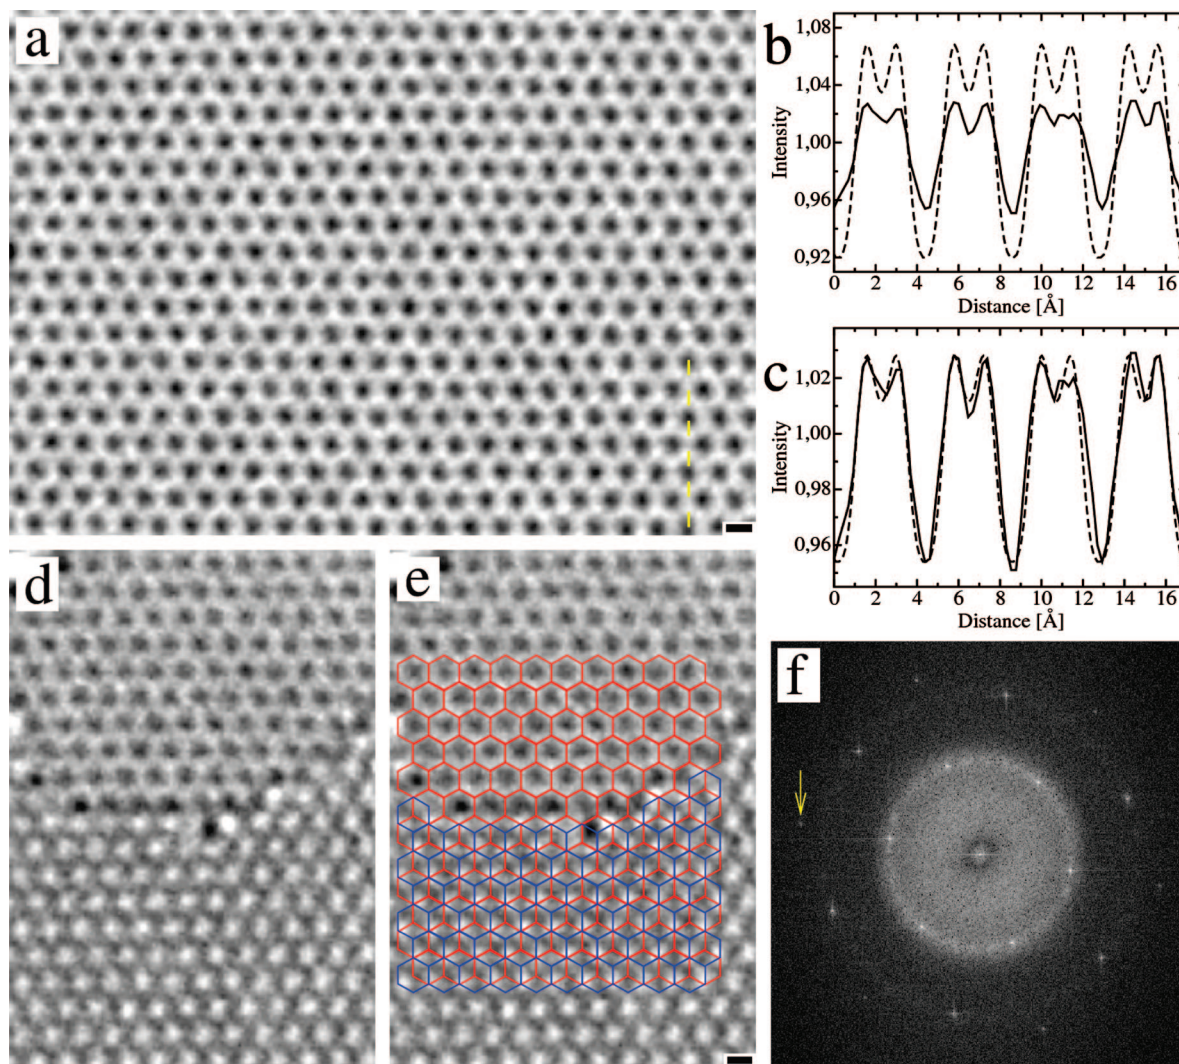 a
b
1,08
1,04
1,00
0,96
0,92
Intensity
0 2 4 6 8 10 12 14 16
Distance [Å]
c
1,02
1,00
0,98
0,96
Intensity
0 2 4 6 8 10 12 14 16
Distance [Å]
d
e
f